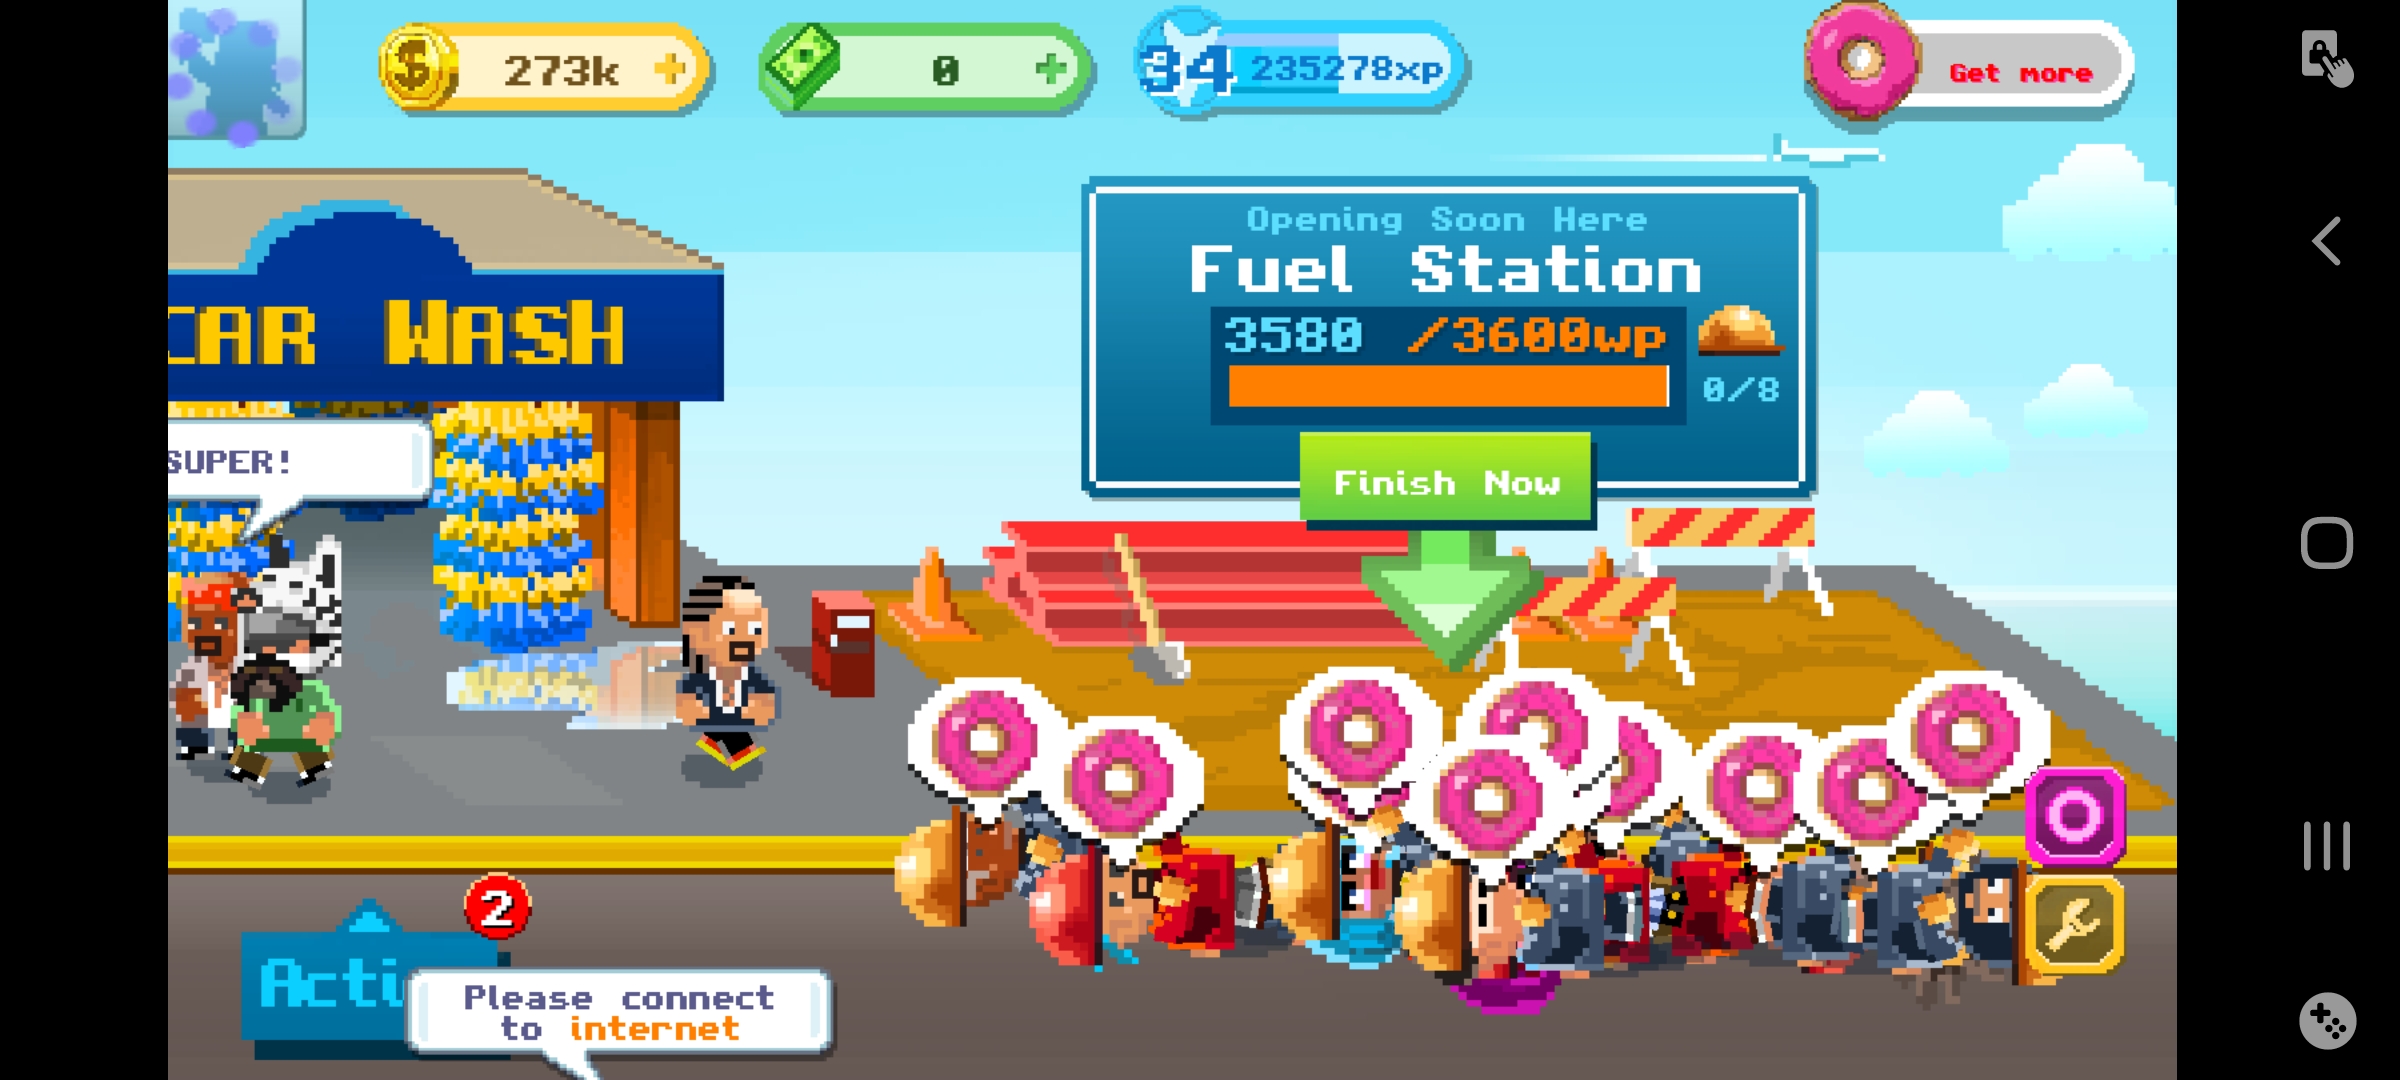 273k
0
34 235278xp
Get more
Opening Soon Here
Fuel Station
3580 /3600wp
0/8
Finish Now
CAR WASH
SUPER!
2
Acti
Please connect
to internet